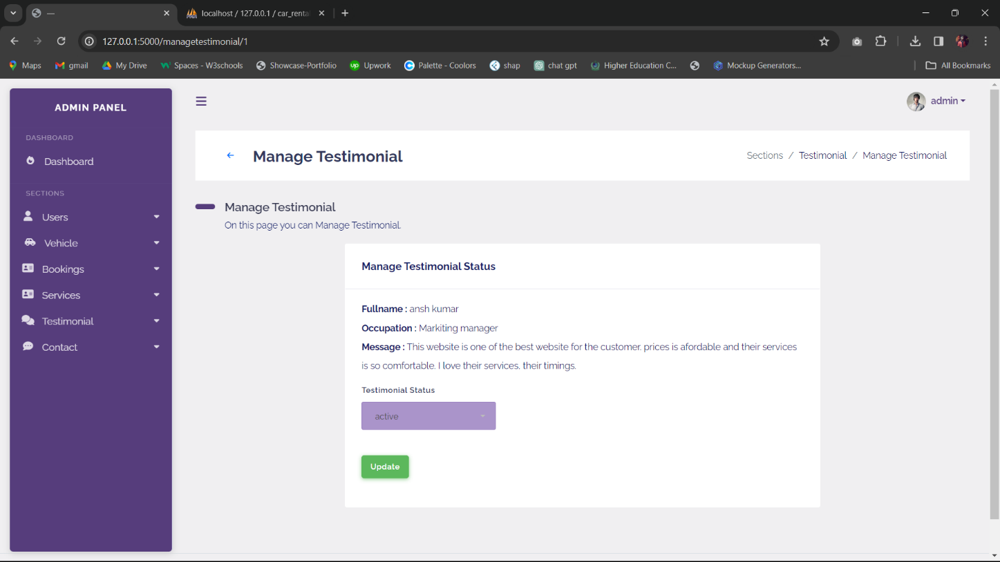 —
localhost / 127.0.0.1 / car_renta
127.0.0.1:5000/managetestimonial/1
Maps
gmail
My Drive
Spaces - W3schools
Showcase-Portfolio
up Upwork
Palette - Coolors
shap
chat gpt
Higher Education C...
Mockup Generators...
All Bookmarks
ADMIN PANEL
DASHBOARD
Dashboard
SECTIONS
Users
Vehicle
Bookings
Services
Testimonial
Contact
admin
Manage Testimonial
Sections / Testimonial / Manage Testimonial
Manage Testimonial
On this page you can Manage Testimonial.
Manage Testimonial Status
Fullname : ansh kumar
Occupation : Markiting manager
Message : This website is one of the best website for the customer. prices is afordable and their services
is so comfortable. I love their services, their timings.
Testimonial Status
active
Update